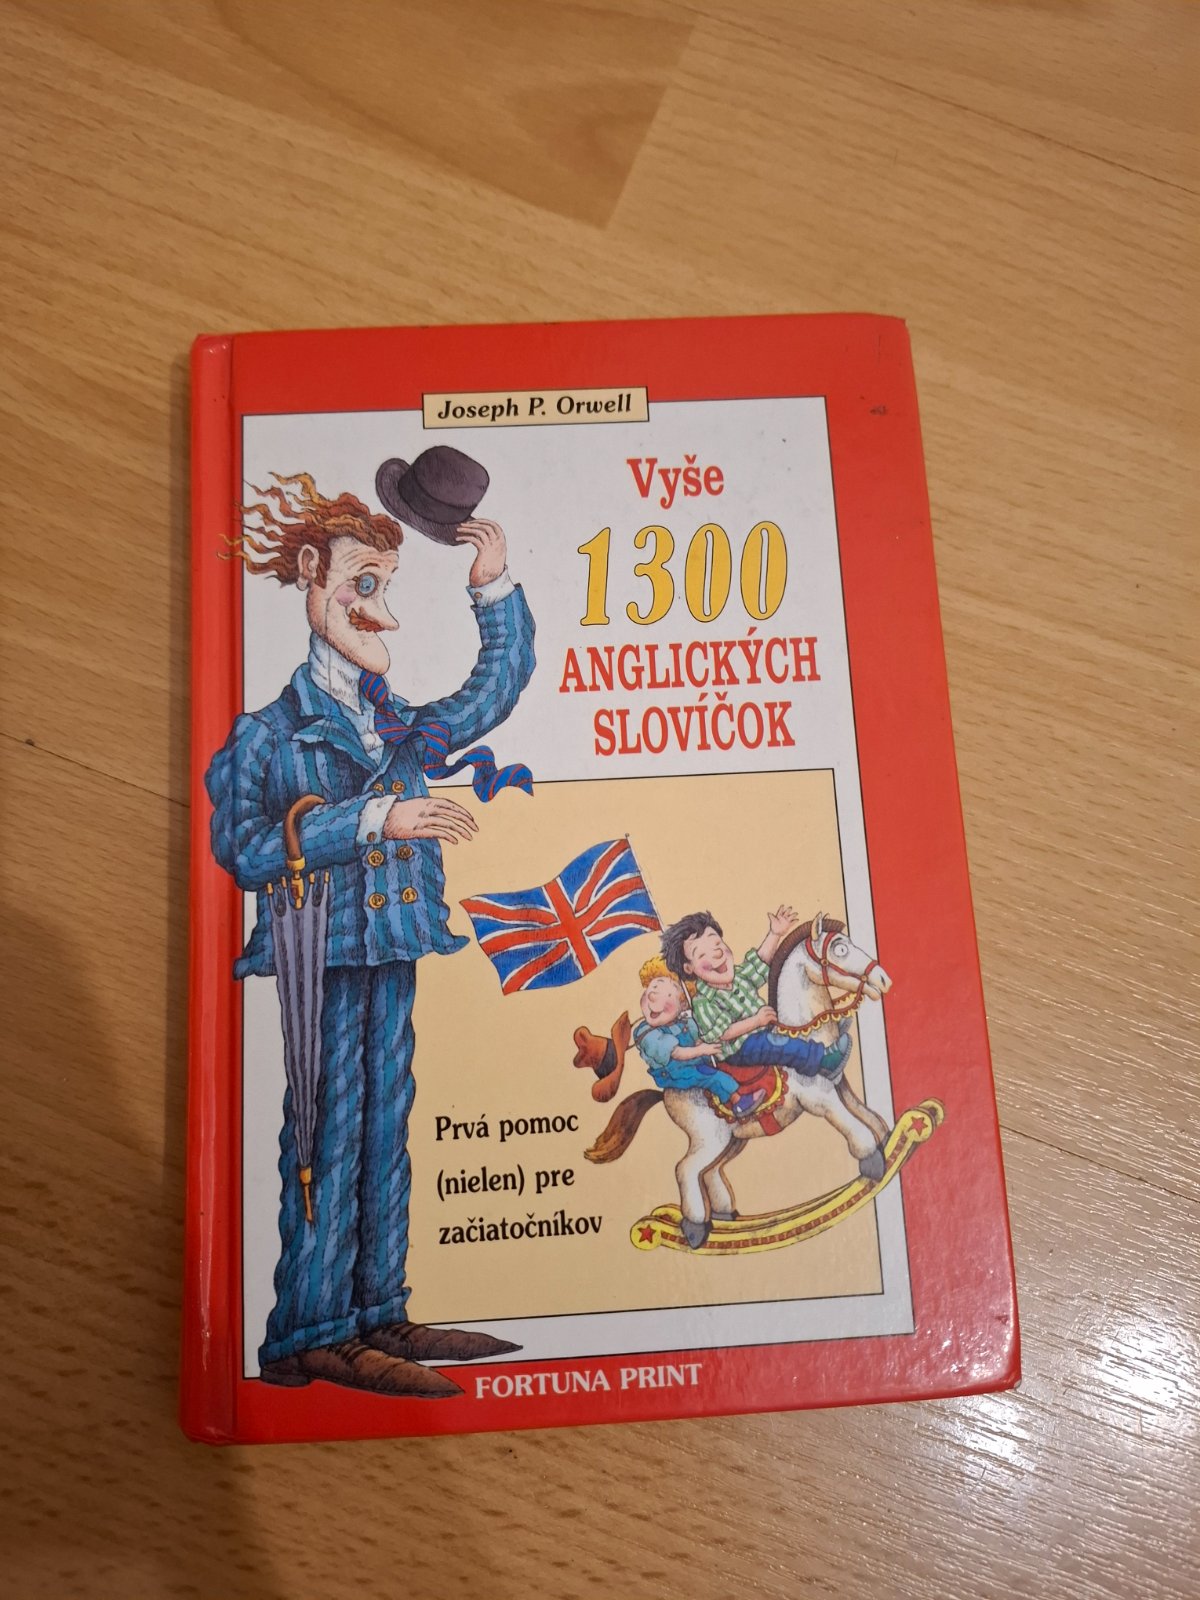 Joseph P. Orwell
Vyše
1300
ANGLICKÝCH
SLOVÍČOK
Prvá pomoc
(nielen) pre
začiatočníkov
FORTUNA PRINT